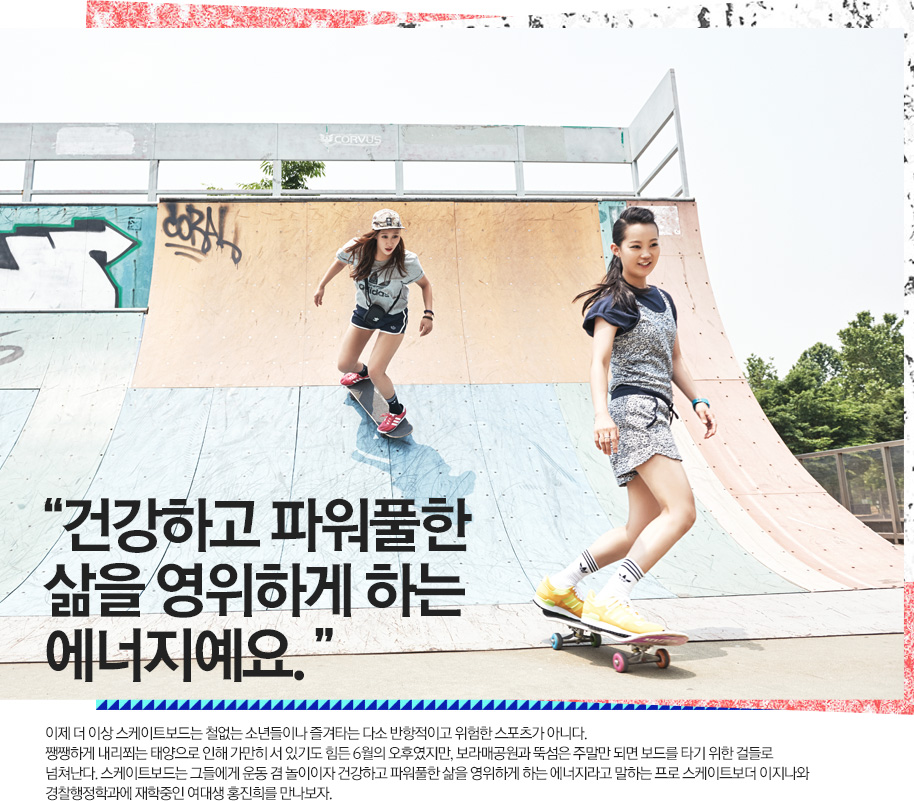 CORVUS
adidas
“건강하고 파워풀한
삶을 영위하게 하는
에너지예요.”
이제 더 이상 스케이트보드는 철없는 소년들이나 즐겨타는 다소 반항적이고 위험한 스포츠가 아니다.
쨍쨍하게 내리쬐는 태양으로 인해 가만히 서 있기도 힘든 6월의 오후였지만, 보라매공원과 뚝섬은 주말만 되면 보드를 타기 위한 걸들로
넘쳐난다. 스케이트보드는 그들에게 운동 겸 놀이이자 건강하고 파워풀한 삶을 영위하게 하는 에너지라고 말하는 프로 스케이트보더 이지나와
경찰행정학과에 재학중인 여대생 홍진희를 만나보자.